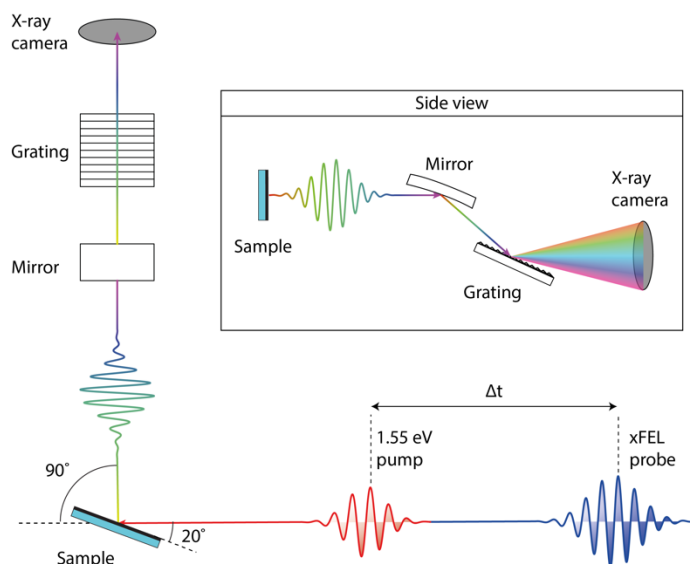 X-ray
camera
Grating
Mirror
90°
Sample
20°
Side view
Mirror
X-ray
camera
Sample
Grating
Δt
1.55 eV
pump
xFEL
probe